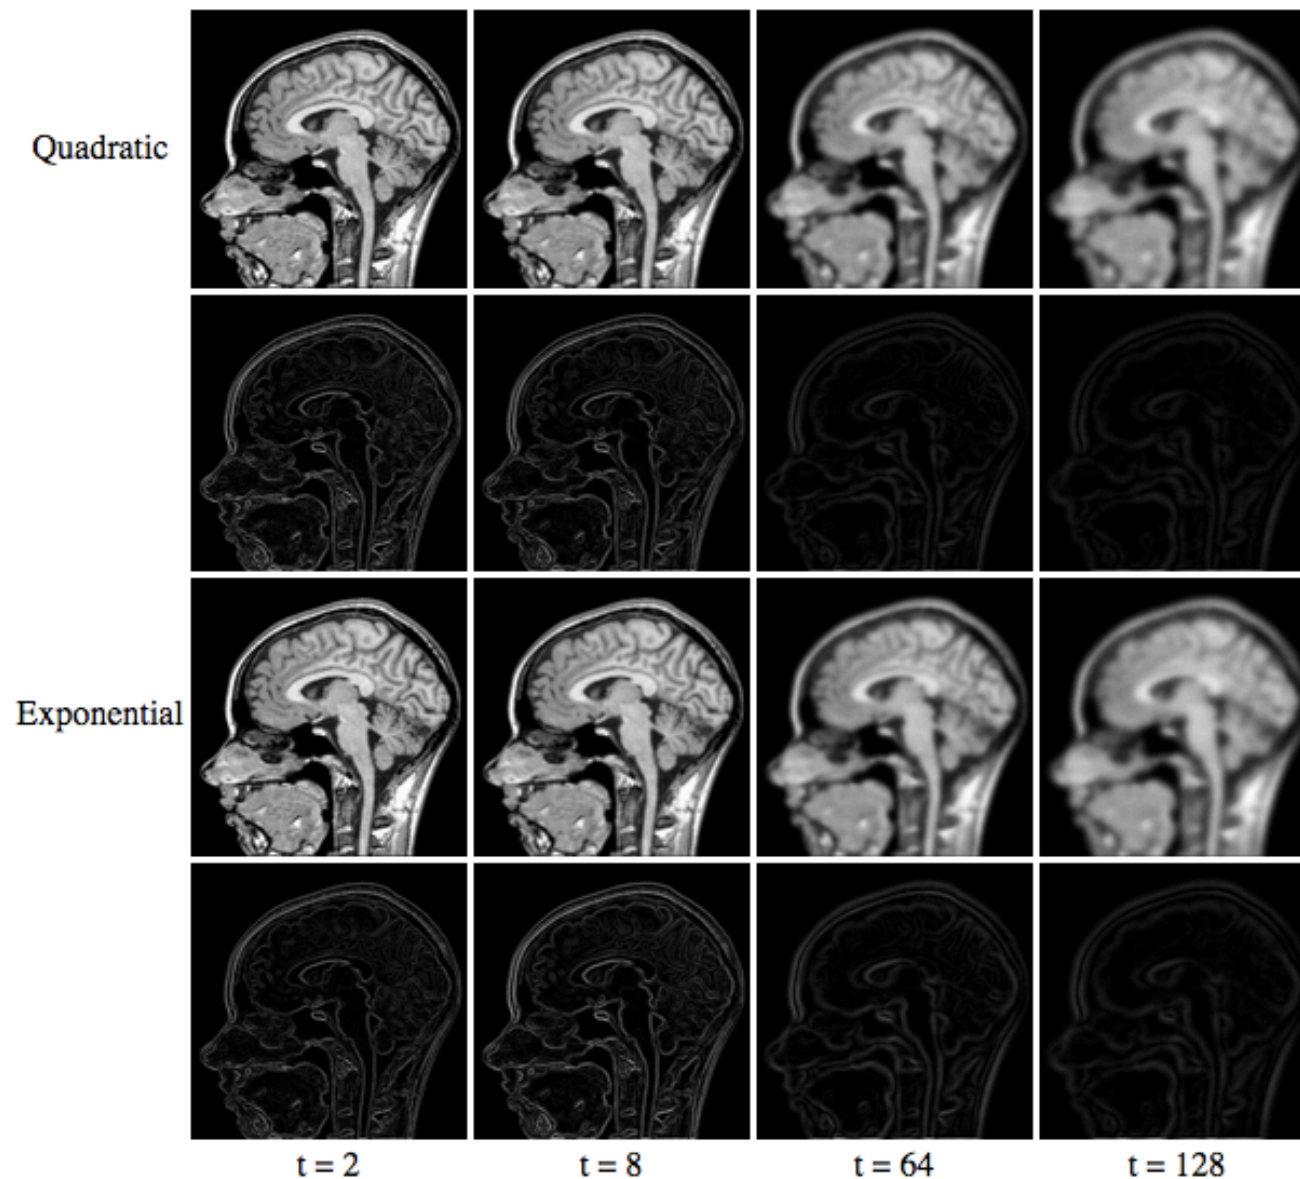 Quadratic
Exponential
t = 2
t = 8
t = 64
t = 128